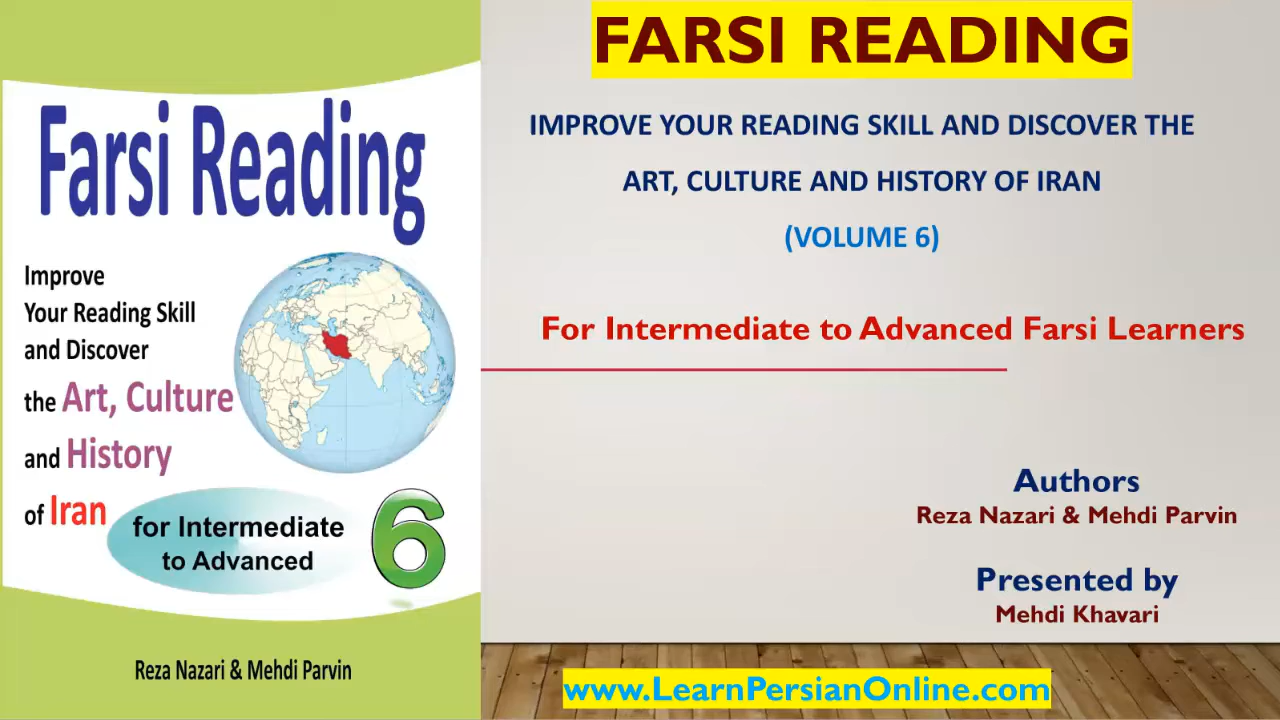 Farsi Reading
Improve
Your Reading Skill
and Discover
the Art, Culture
and History
of Iran
for Intermediate
to Advanced
6
Reza Nazari & Mehdi Parvin
FARSI READING
IMPROVE YOUR READING SKILL AND DISCOVER THE
ART, CULTURE AND HISTORY OF IRAN
(VOLUME 6)
For Intermediate to Advanced Farsi Learners
Authors
Reza Nazari & Mehdi Parvin
Presented by
Mehdi Khavari
www.LearnPersianOnline.com